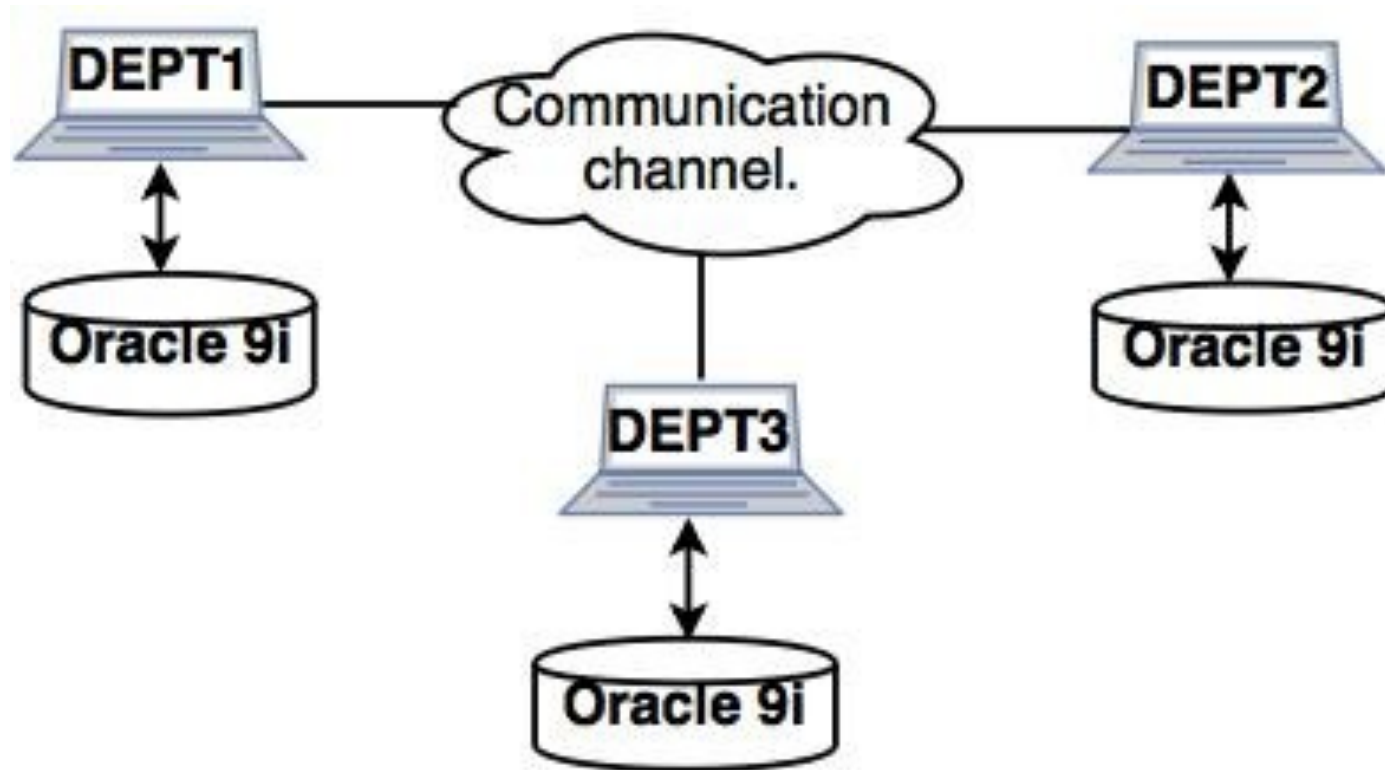 DEPT1
Communication
channel.
DEPT2
Oracle 9i
Oracle 9i
DEPT3
Oracle 9i